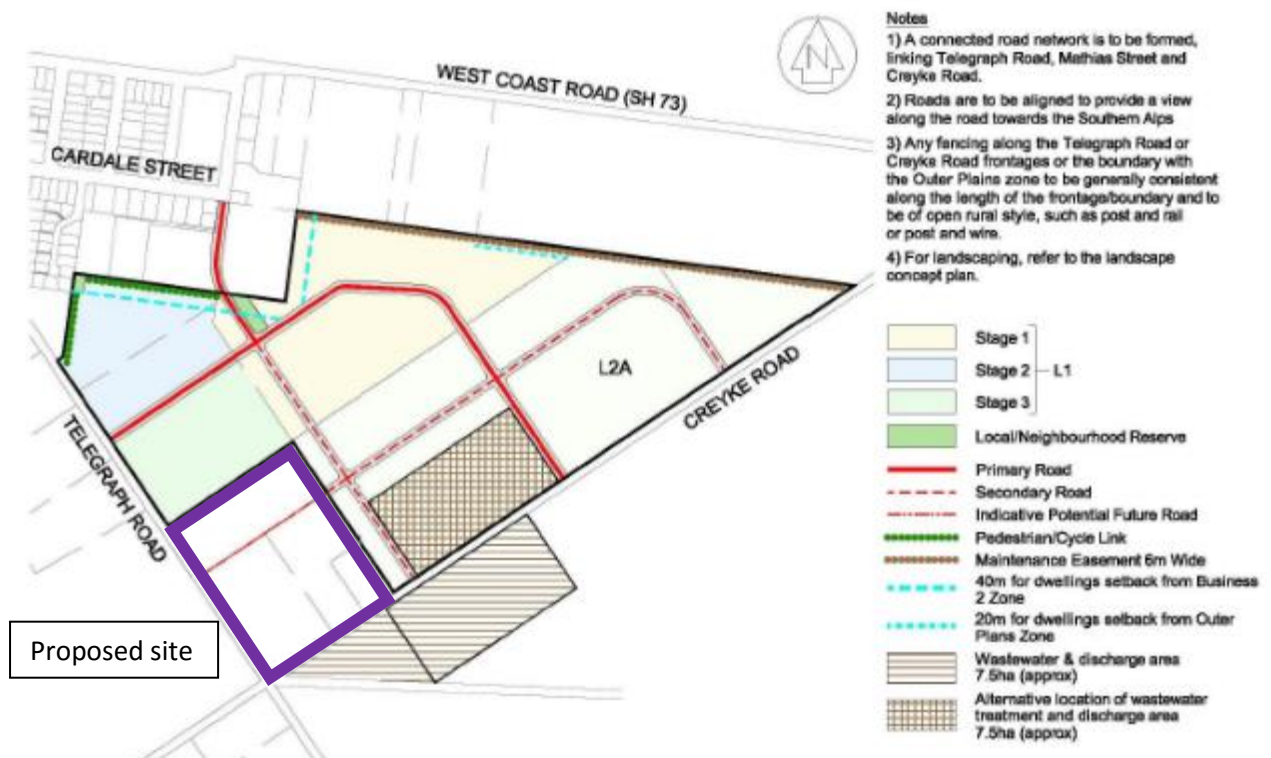 WEST COAST ROAD (SH 73)
CARDALE STREET
N
L2A
CREYKE ROAD
TELEGRAPH ROAD
Proposed site
Notes
1) A connected road network is to be formed,
linking Telegraph Road, Mathias Street and
Creyke Road.
2) Roads are to be aligned to provide a view
along the road towards the Southern Alps
3) Any fencing along the Telegraph Road or
Creyke Road frontages or the boundary with
the Outer Plains zone to be generally consistent
along the length of the frontage/boundary and to
be of open rural style, such as post and rail
or post and wire.
4) For landscaping, refer to the landscape
concept plan.
Stage 1
Stage 2
L1
Stage 3
Local/Neighbourhood Reserve
Primary Road
Secondary Road
Indicative Potential Future Road
Pedestrian/Cycle Link
Maintenance Easement 6m Wide
40m for dwellings setback from Business
2 Zone
20m for dwellings setback from Outer
Plans Zone
Wastewater & discharge area
7.5ha (approx)
Alternative location of wastewater
treatment and discharge area
7.5ha (approx)